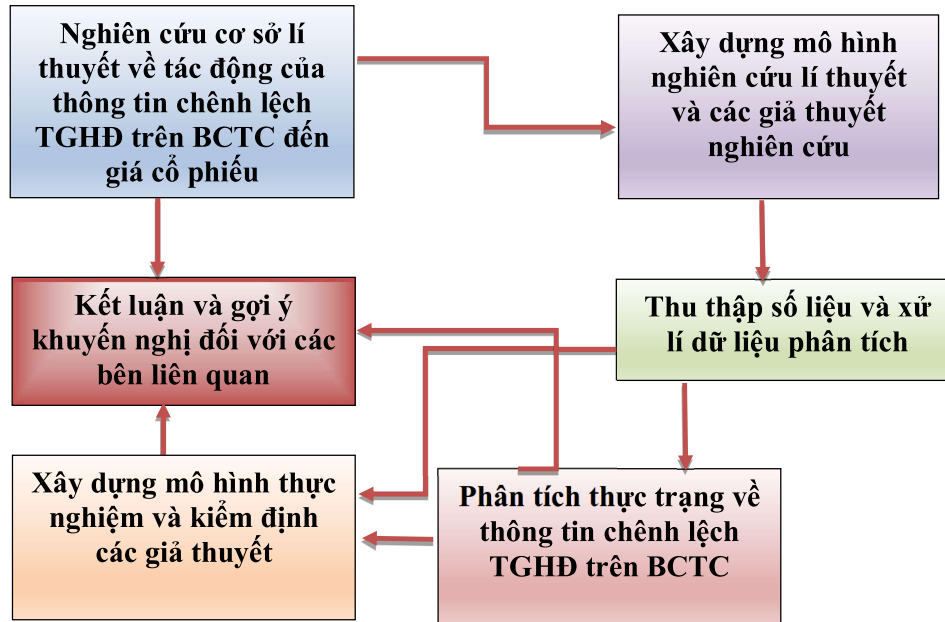 Nghiên cứu cơ sở lí
thuyết về tác động của
thông tin chênh lệch
TGHĐ trên BCTC đến
giá cổ phiếu
Xây dựng mô hình
nghiên cứu lí thuyết
và các giả thuyết
nghiên cứu
Kết luận và gợi ý
khuyến nghị đối với các
bên liên quan
Thu thập số liệu và xử
lí dữ liệu phân tích
Xây dựng mô hình thực
nghiệm và kiểm định
các giả thuyết
Phân tích thực trạng về
thông tin chênh lệch
TGHĐ trên BCTC